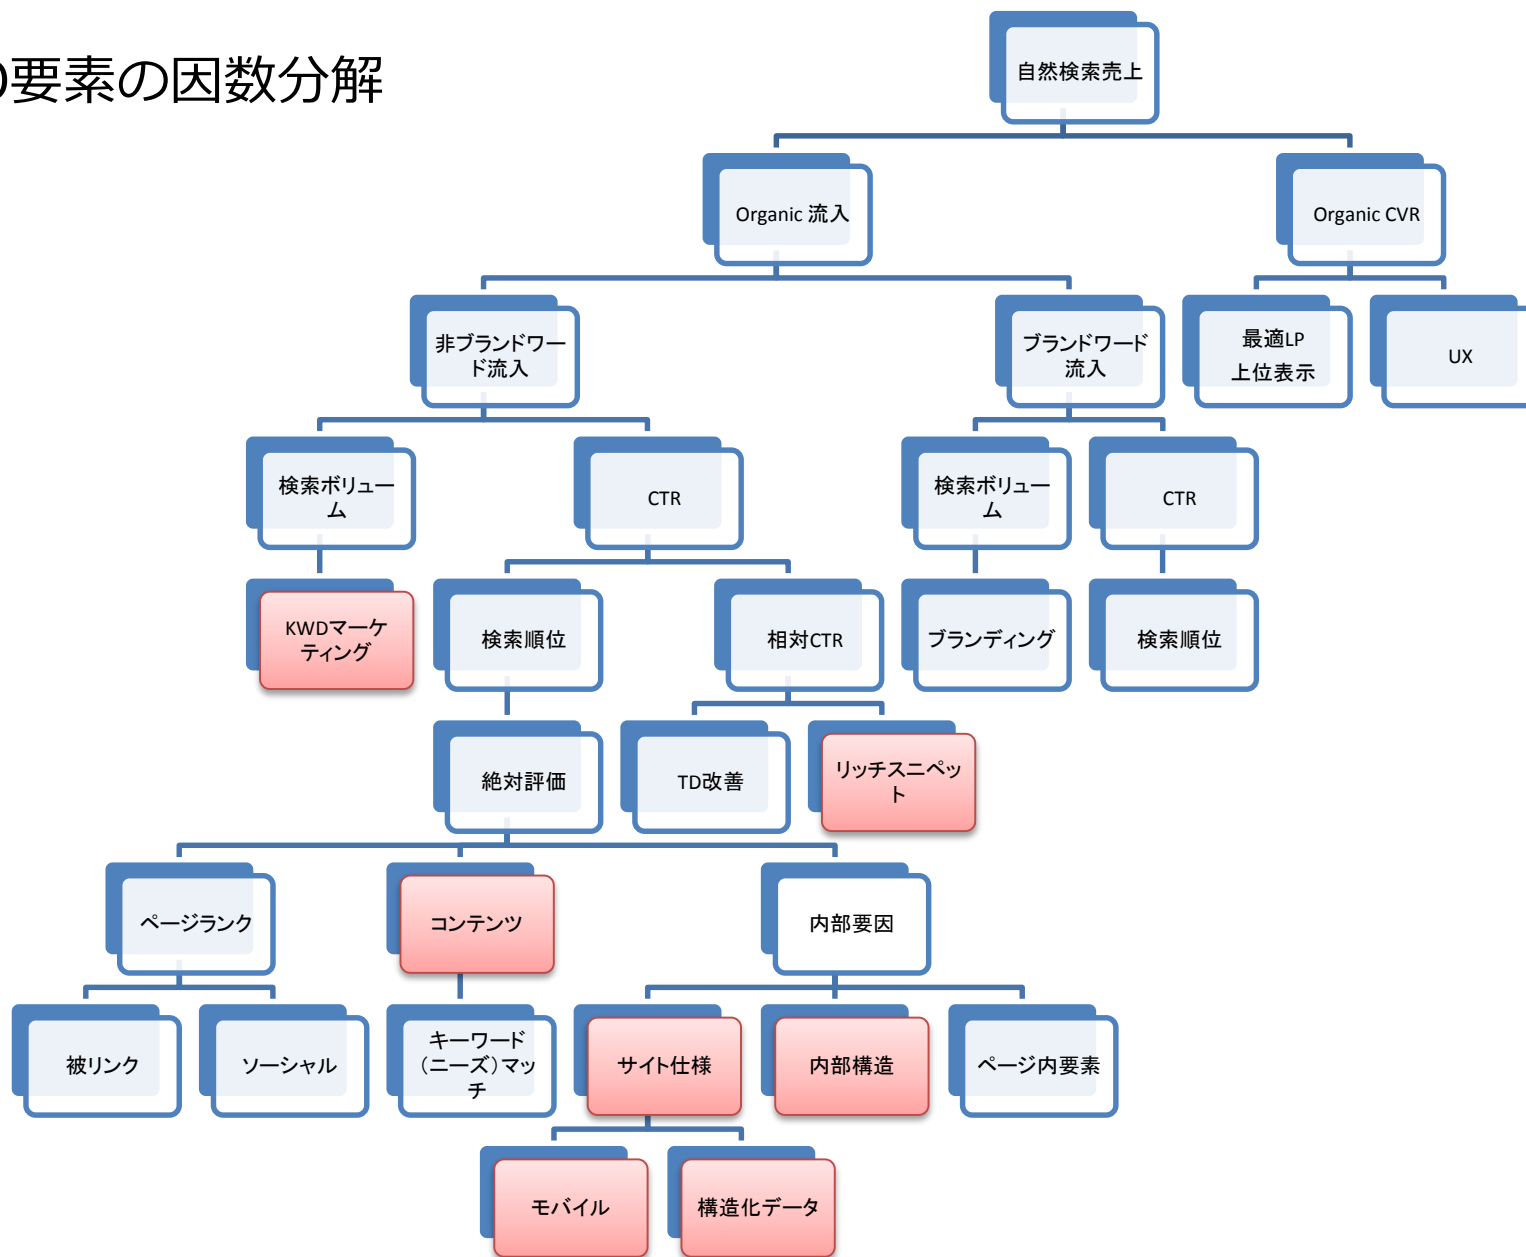 要素の因数分解
自然検索売上
Organic 流入
Organic CVR
非ブランドワー
ド流入
ブランドワード
流入
最適LP
上位表示
UX
検索ボリュー
ム
CTR
検索ボリュー
ム
CTR
KWDマーケ
ティング
検索順位
相対CTR
ブランディング
検索順位
絶対評価
TD改善
リッチスニペッ
ト
ページランク
コンテンツ
内部要因
被リンク
ソーシャル
キーワード
（ニーズ）マッ
チ
サイト仕様
内部構造
ページ内要素
モバイル
構造化データ